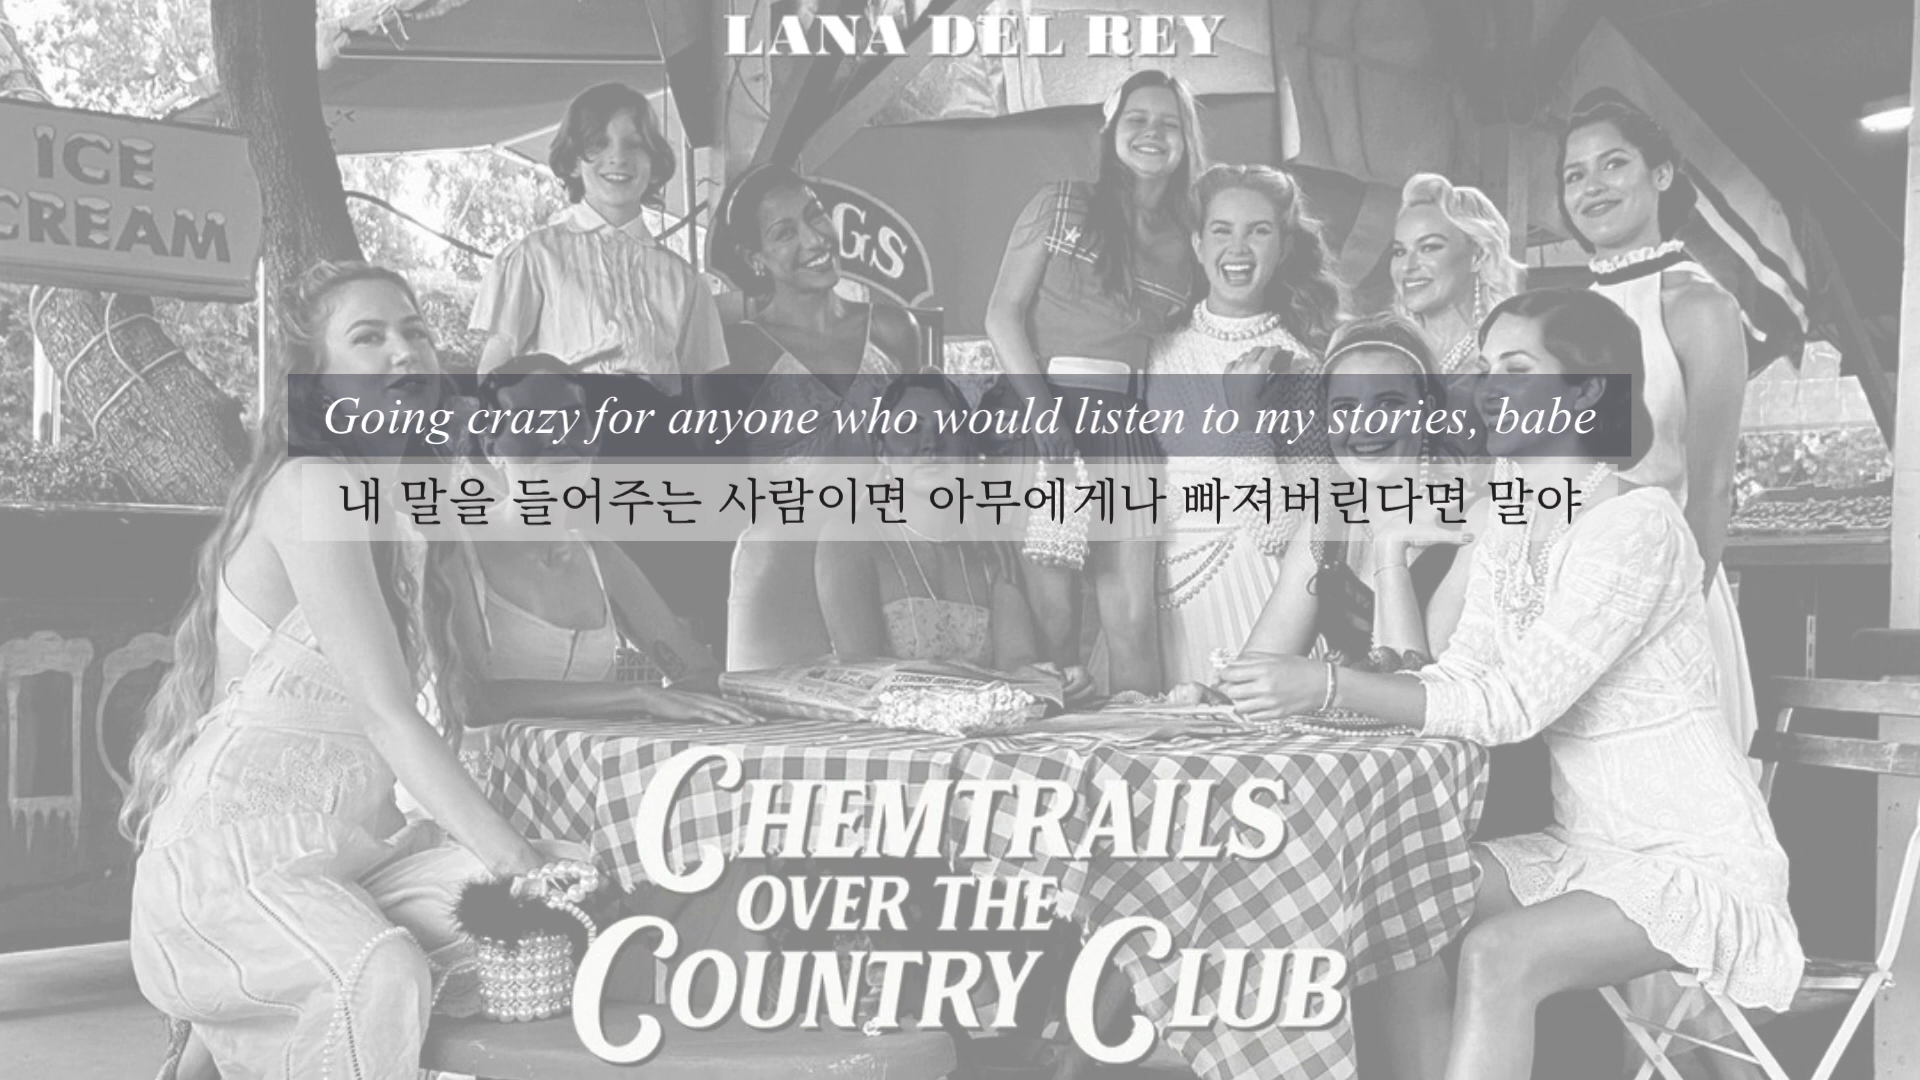 LANA DEL REY
ICE
CREAM
GS
Going crazy for anyone who would listen to my stories, babe
내 말을 들어주는 사람이면 아무에게나 빠져버린다면 말야
CHEMTRAILS
OVER THE
COUNTRY CLUB